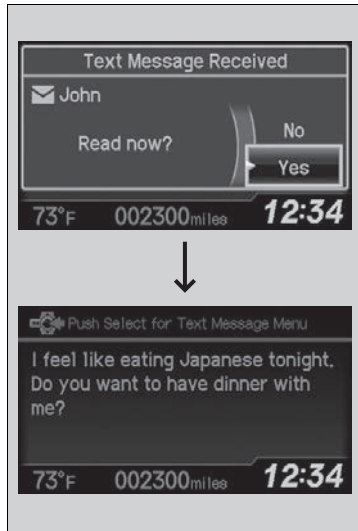 Text Message Received
John
Read now?
No
Yes
73°F 002300miles 12:34
Push Select for Text Message Menu
I feel like eating Japanese tonight.
Do you want to have dinner with
me?
73°F 002300miles 12:34